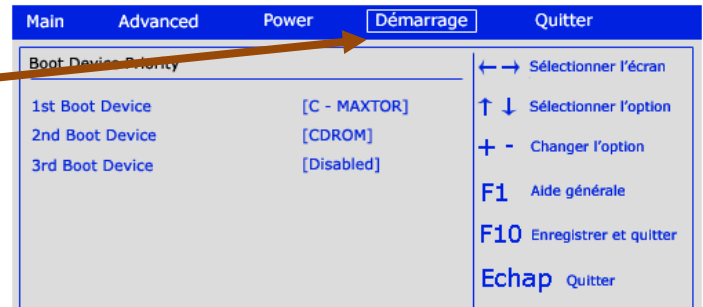 Main Advanced Power Démarrage Quitter
Boot Device Priority
1st Boot Device [C - MAXTOR]
2nd Boot Device [CDROM]
3rd Boot Device [Disabled]
←→ Sélectionner l'écran
↑↓ Sélectionner l'option
+ - Changer l'option
F1 Aide générale
F10 Enregistrer et quitter
Echap Quitter